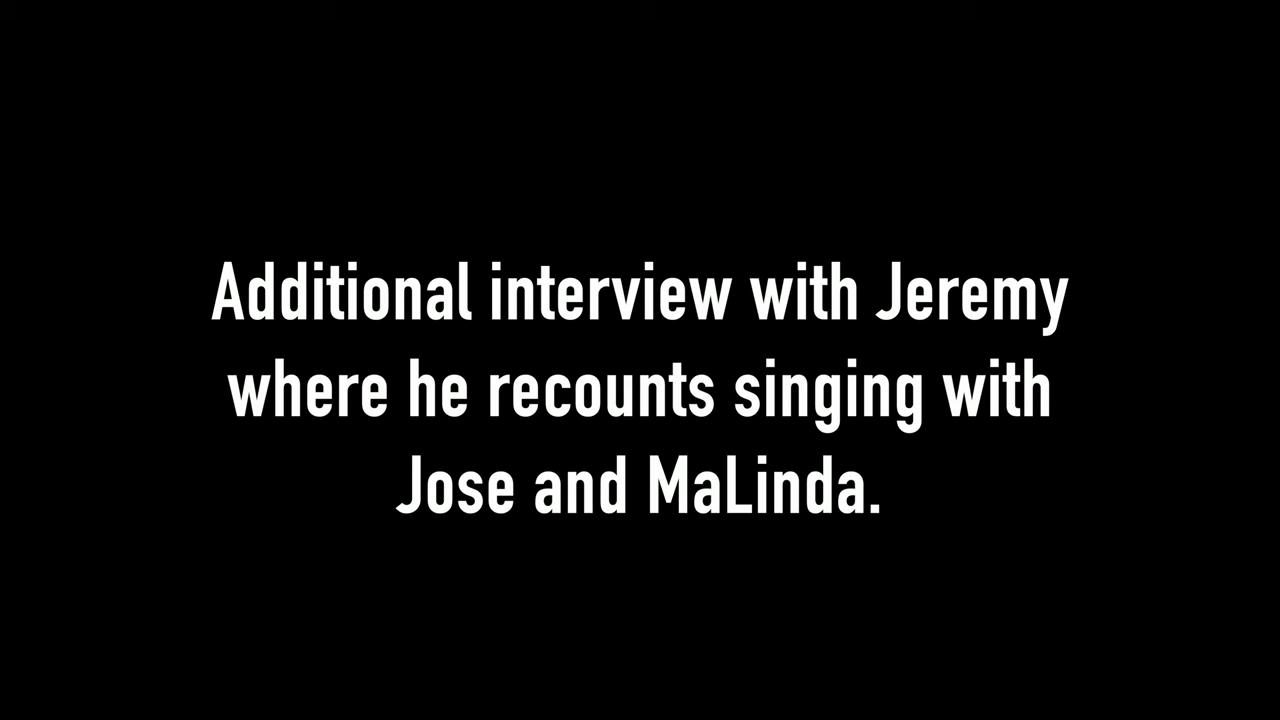 Additional interview with Jeremy
where he recounts singing with
Jose and MaLinda.